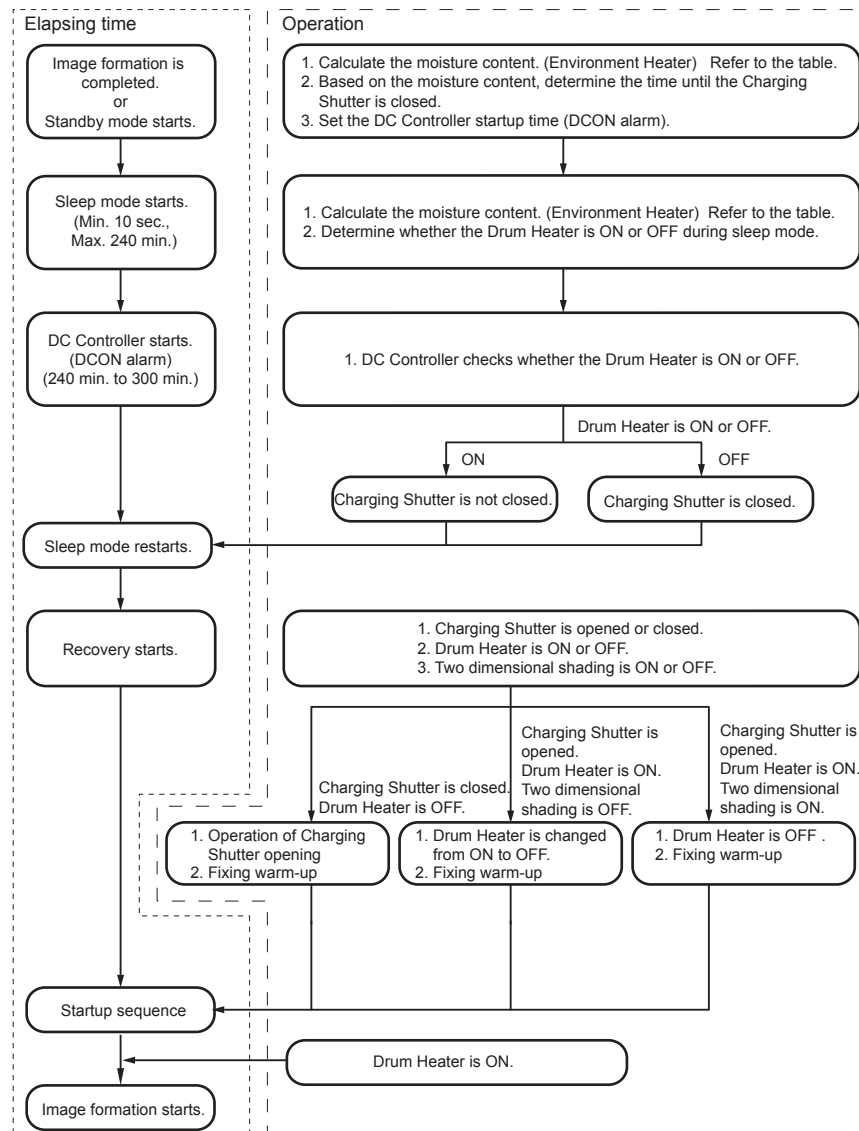 Elapsing time
Operation
Image formation is
completed.
or
Standby mode starts.
1. Calculate the moisture content. (Environment Heater) Refer to the table.
2. Based on the moisture content, determine the time until the Charging
Shutter is closed.
3. Set the DC Controller startup time (DCON alarm).
Sleep mode starts.
(Min. 10 sec.,
Max. 240 min.)
1. Calculate the moisture content. (Environment Heater) Refer to the table.
2. Determine whether the Drum Heater is ON or OFF during sleep mode.
DC Controller starts.
(DCON alarm)
(240 min. to 300 min.)
1. DC Controller checks whether the Drum Heater is ON or OFF.
Drum Heater is ON or OFF.
ON
OFF
Charging Shutter is not closed.
Charging Shutter is closed.
Sleep mode restarts.
Recovery starts.
1. Charging Shutter is opened or closed.
2. Drum Heater is ON or OFF.
3. Two dimensional shading is ON or OFF.
Charging Shutter is closed.
Drum Heater is OFF.
Charging Shutter is
opened.
Drum Heater is ON.
Two dimensional
shading is OFF.
Charging Shutter is
opened.
Drum Heater is ON.
Two dimensional
shading is ON.
1. Operation of Charging
Shutter opening
2. Fixing warm-up
1. Drum Heater is changed
from ON to OFF.
2. Fixing warm-up
1. Drum Heater is OFF .
2. Fixing warm-up
Startup sequence
Drum Heater is ON.
Image formation starts.